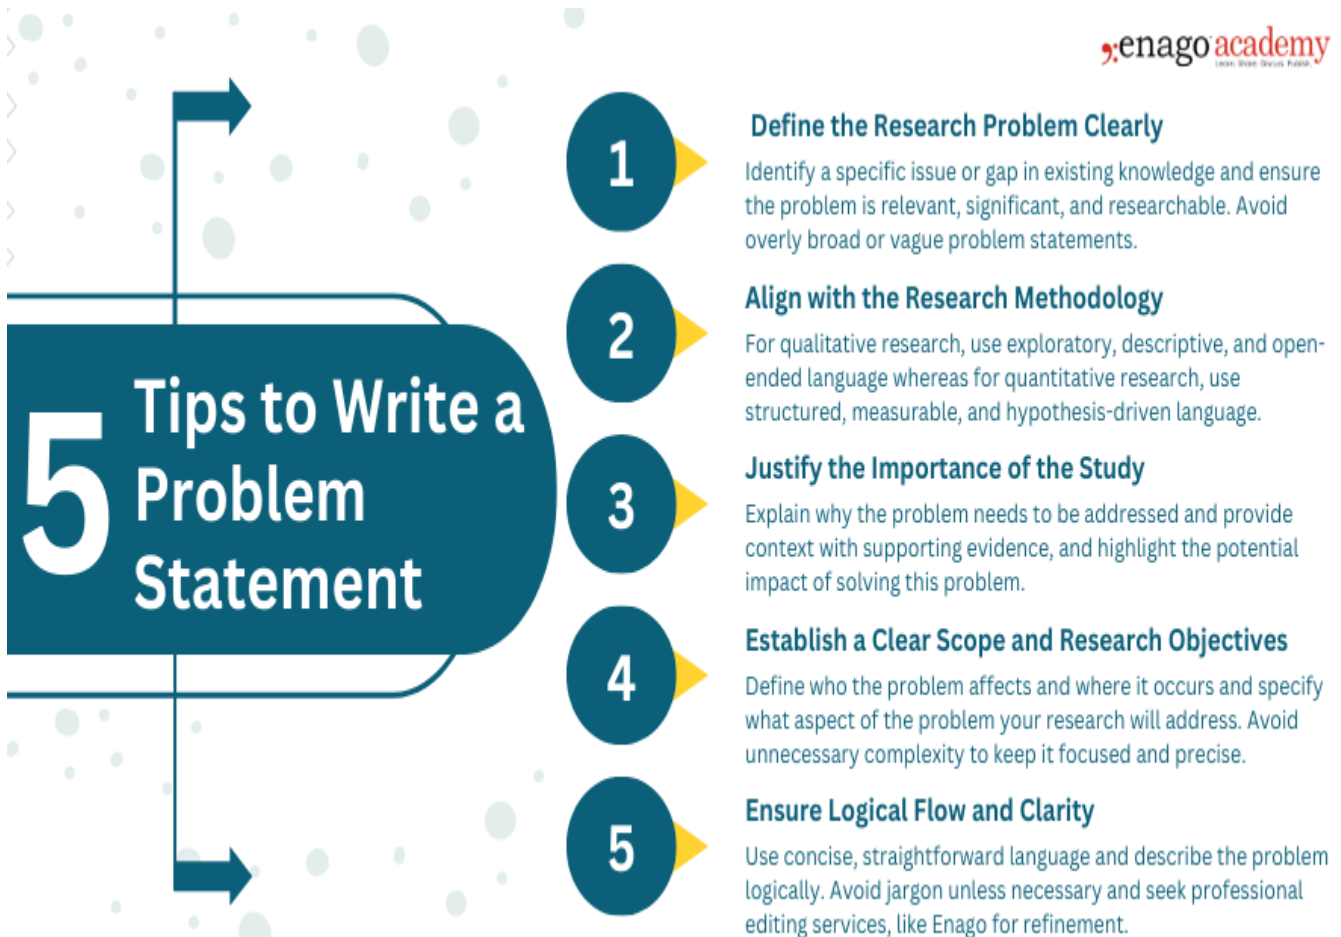 enago academy
Learn. Share. Discuss. Publish.
5
Tips to Write a
Problem
Statement
1
Define the Research Problem Clearly
Identify a specific issue or gap in existing knowledge and ensure
the problem is relevant, significant, and researchable. Avoid
overly broad or vague problem statements.
2
Align with the Research Methodology
For qualitative research, use exploratory, descriptive, and open-
ended language whereas for quantitative research, use
structured, measurable, and hypothesis-driven language.
3
Justify the Importance of the Study
Explain why the problem needs to be addressed and provide
context with supporting evidence, and highlight the potential
impact of solving this problem.
4
Establish a Clear Scope and Research Objectives
Define who the problem affects and where it occurs and specify
what aspect of the problem your research will address. Avoid
unnecessary complexity to keep it focused and precise.
5
Ensure Logical Flow and Clarity
Use concise, straightforward language and describe the problem
logically. Avoid jargon unless necessary and seek professional
editing services, like Enago for refinement.